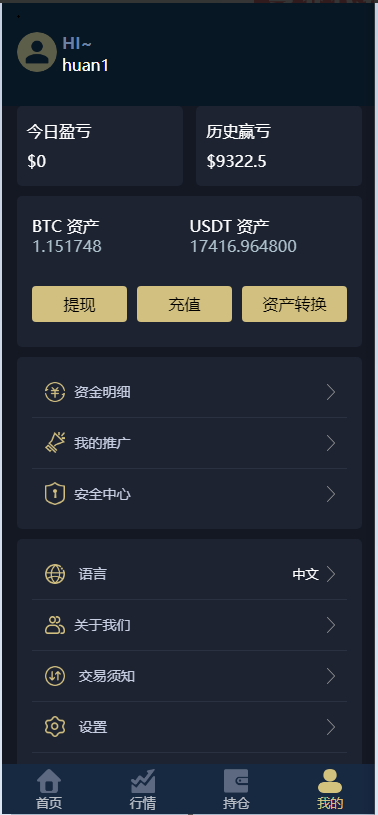 HI~
huan1
今日盈亏 历史赢亏
$0 $9322.5
BTC 资产 USDT 资产
1.151748 17416.964800
提现 充值 资产转换
资金明细
我的推广
安全中心
语言 中文
关于我们
交易须知
设置
首页 行情 持仓 我的